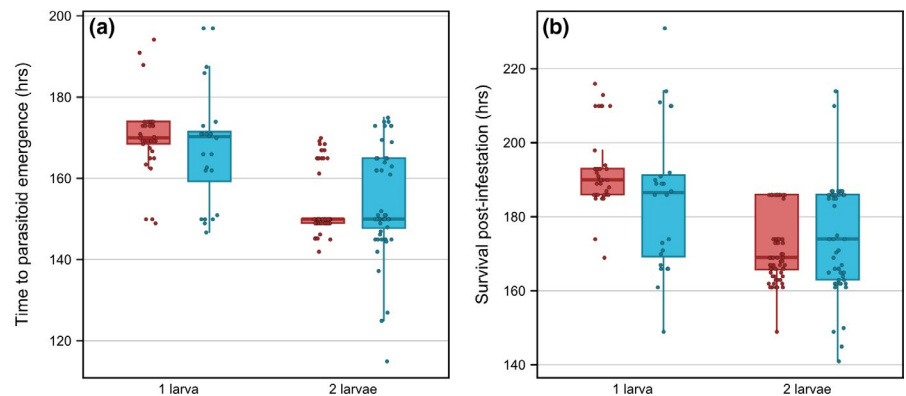 (a)
Time to parasitoid emergence (hrs)
200
180
160
140
120
1 larva
2 larvae
(b)
Survival post-infestation (hrs)
220
200
180
160
140
1 larva
2 larvae